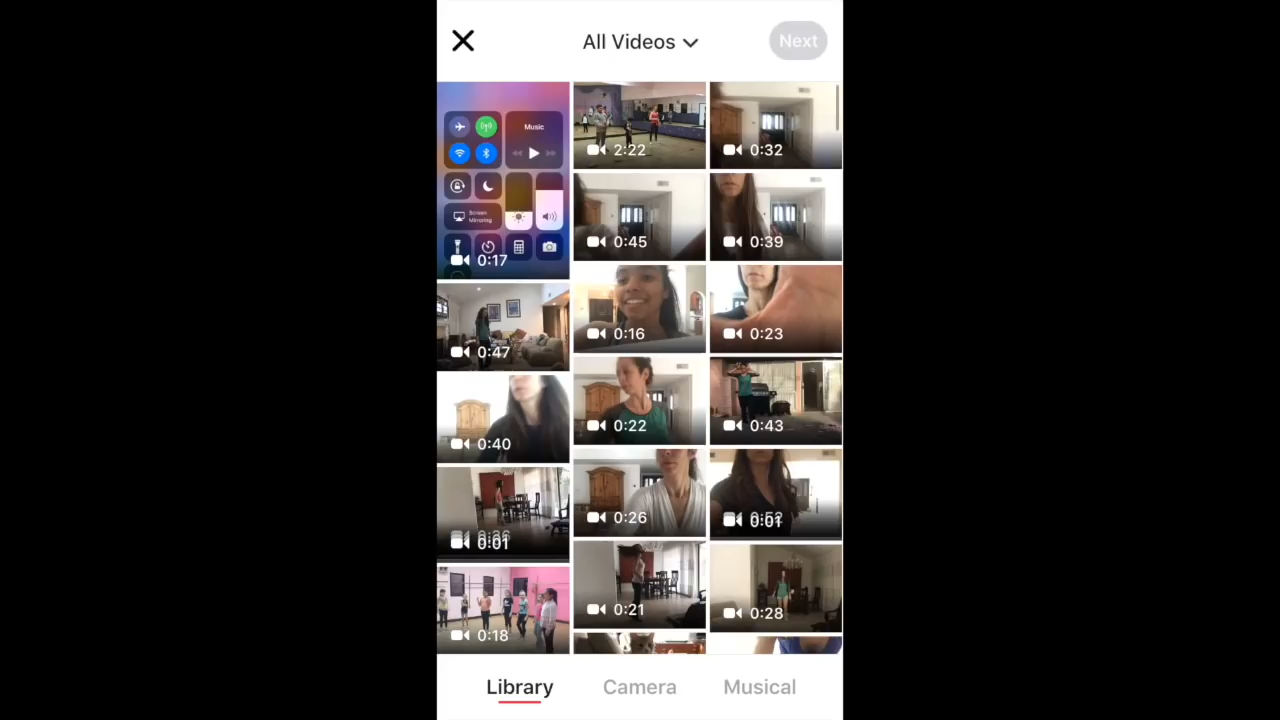 All Videos
Next
Music
Screen
Mirroring
0:17
2:22
0:32
0:45
0:39
0:47
0:16
0:23
0:40
0:22
0:43
0:01
0:26
0:01
0:18
0:21
0:28
Library
Camera
Musical